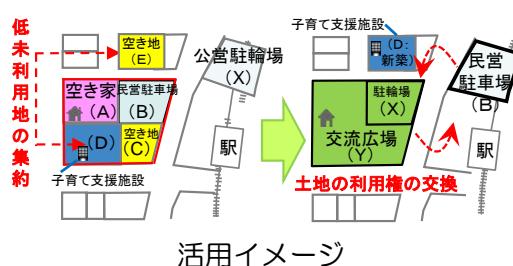 低未利用地の集約
空き地
(E)
公営駐輪場
(X)
空き家
(A)
民営駐車場
(B)
(D)
空き地
(C)
駅
子育て支援施設
子育て支援施設
(D:
新築)
民営
駐車場
(B)
駐輪場
(X)
交流広場
(Y)
駅
土地の利用権の交換
活用イメージ